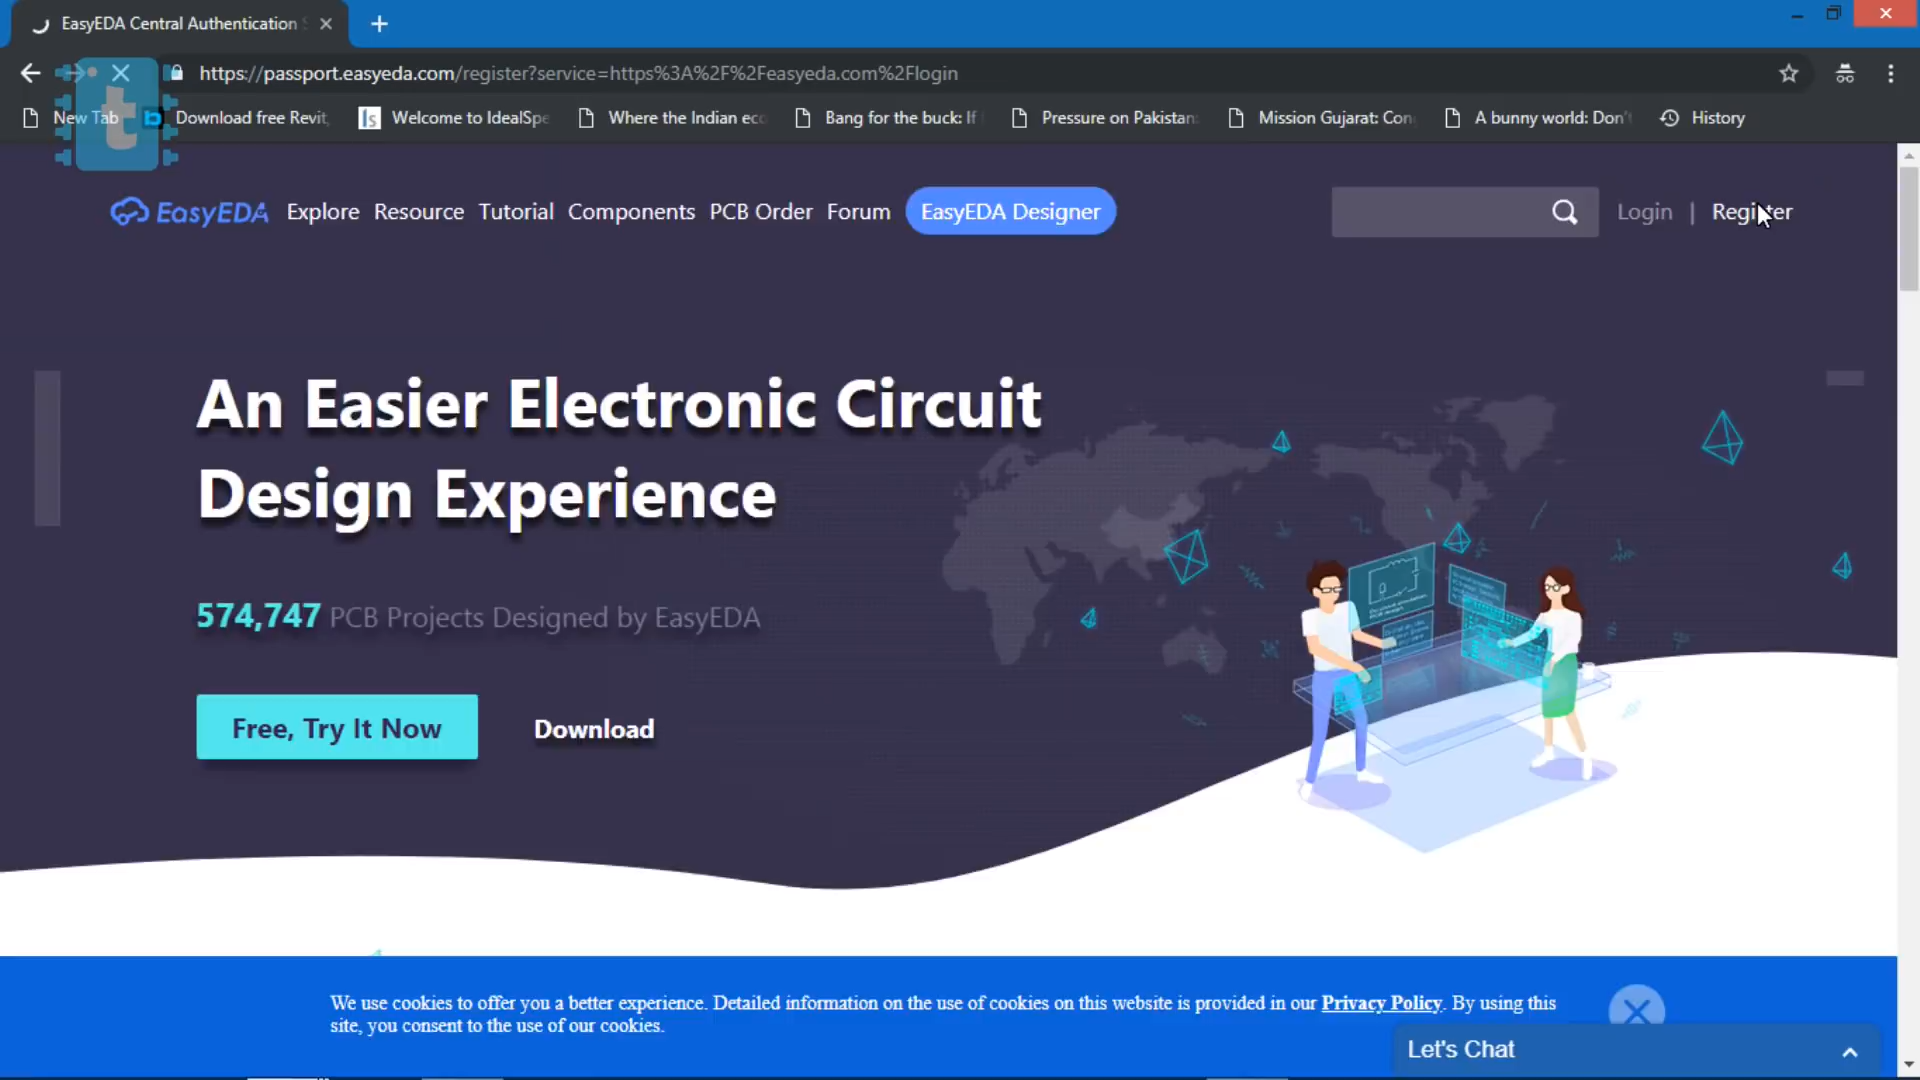 EasyEDA Central Authentication
https://passport.easyeda.com/register?service=https%3A%2F%2Feasyeda.com%2Flogin
New Tab
Download free Revit
Welcome to IdealSpe
Where the Indian eco
Bang for the buck: If
Pressure on Pakistan:
Mission Gujarat: Con
A bunny world: Don'
History
t
EasyEDA
Explore
Resource
Tutorial
Components
PCB Order
Forum
EasyEDA Designer
Login | Register
An Easier Electronic Circuit
Design Experience
574,747 PCB Projects Designed by EasyEDA
Free, Try It Now
Download
We use cookies to offer you a better experience. Detailed information on the use of cookies on this website is provided in our Privacy Policy. By using this
site, you consent to the use of our cookies.
Let's Chat